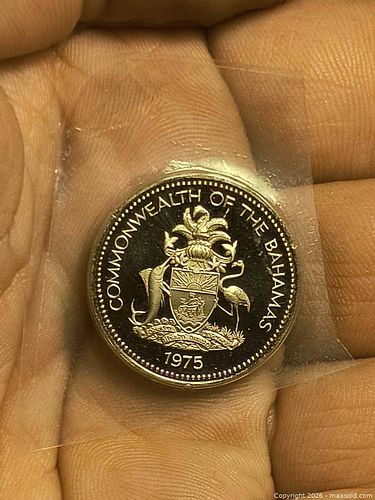 COMMONWEALTH OF THE BAHAMAS
1975
Copyright 2026 - maxsold.com